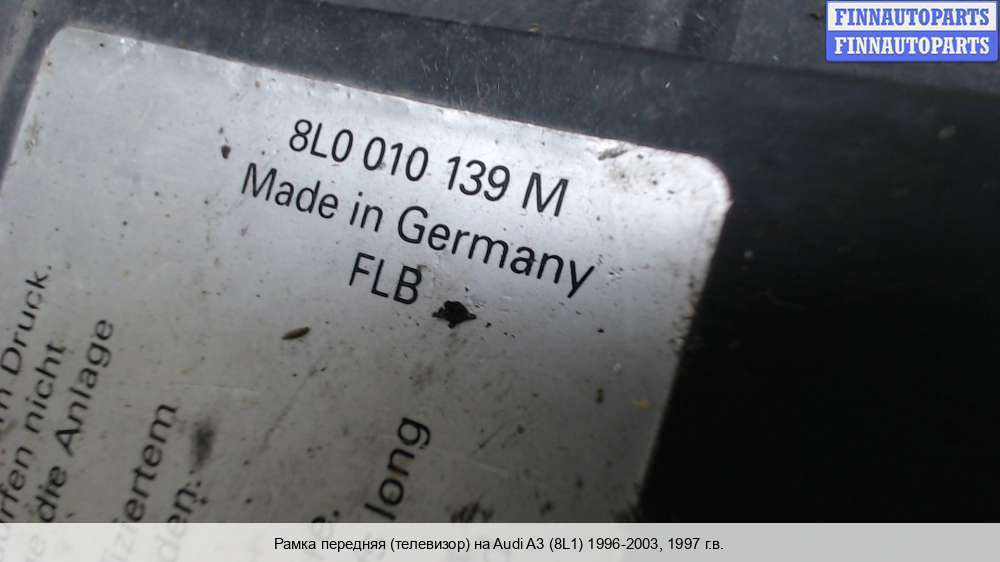 FINNAUTOPARTS
FINNAUTOPARTS
8L0 010 139 M
Made in Germany
FLB
Druck.
nicht
die Anlage
long
Рамка передняя (телевизор) на Audi A3 (8L1) 1996-2003, 1997 г.в.